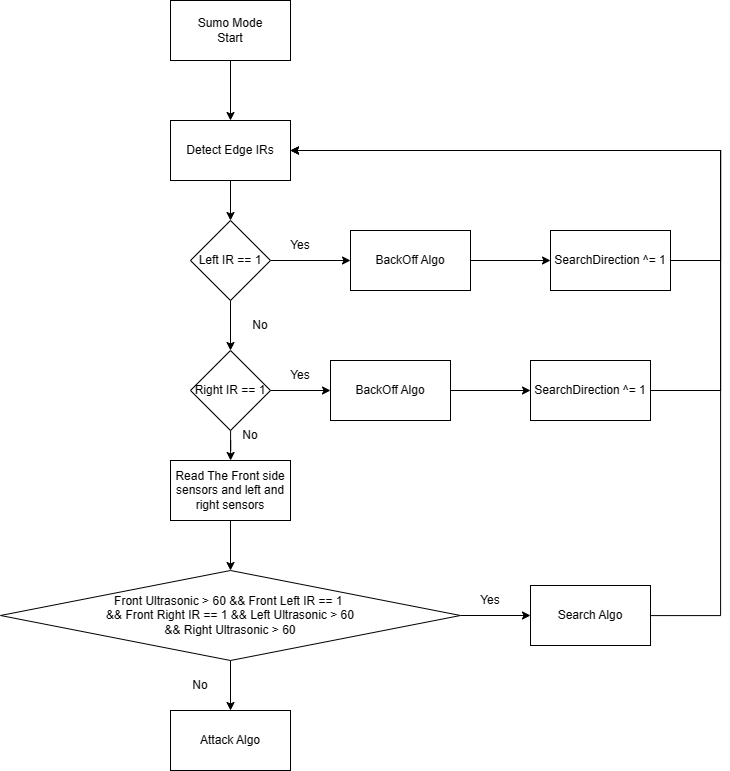 Sumo Mode
Start
Detect Edge IRs
Left IR == 1
Yes
BackOff Algo
SearchDirection ^= 1
No
Right IR == 1
Yes
BackOff Algo
SearchDirection ^= 1
No
Read The Front side
sensors and left and
right sensors
Front Ultrasonic > 60 && Front Left IR == 1
&& Front Right IR == 1 && Left Ultrasonic > 60
&& Right Ultrasonic > 60
Yes
Search Algo
No
Attack Algo